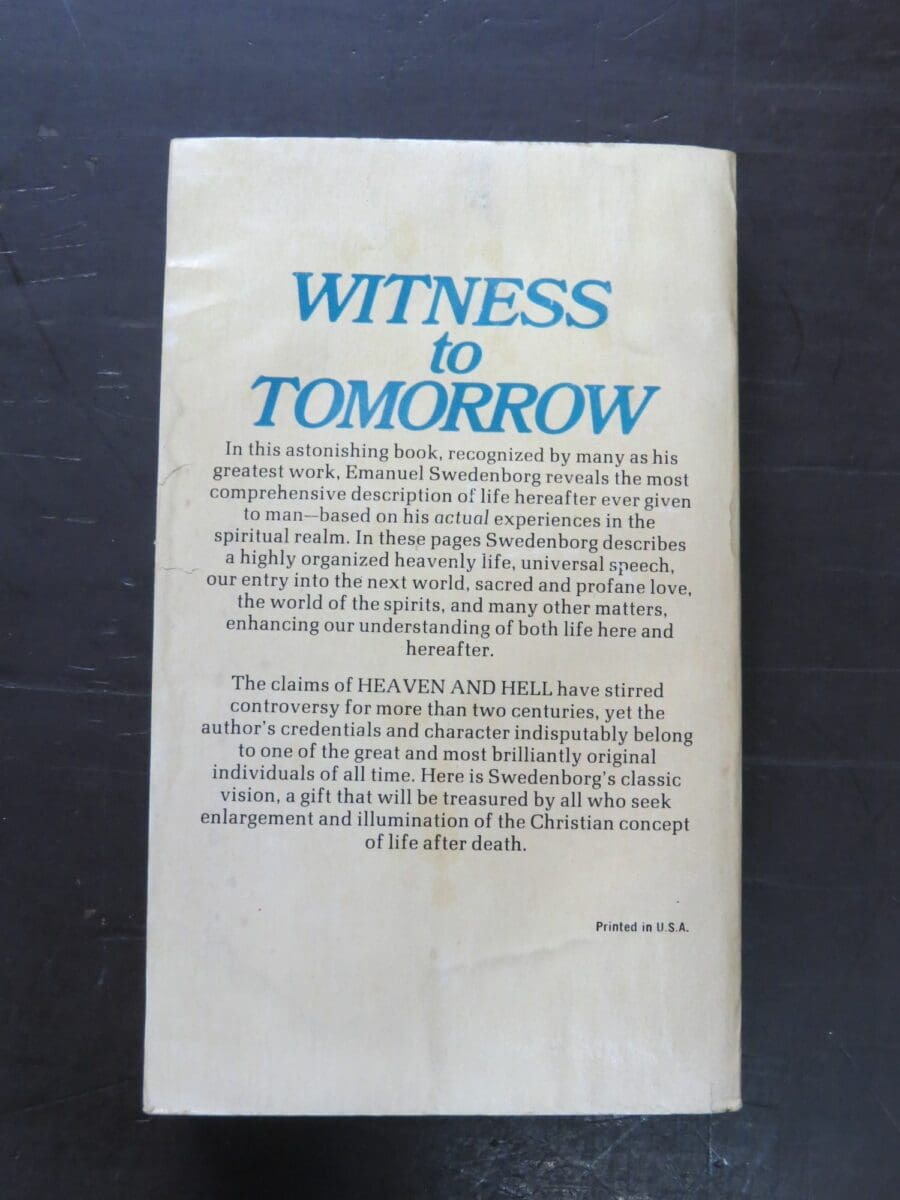 WITNESS
to
TOMORROW
In this astonishing book, recognized by many as his
greatest work, Emanuel Swedenborg reveals the most
comprehensive description of life hereafter ever given
to man—based on his actual experiences in the
spiritual realm. In these pages Swedenborg describes
a highly organized heavenly life, universal speech,
our entry into the next world, sacred and profane love,
the world of the spirits, and many other matters,
enhancing our understanding of both life here and
hereafter.
The claims of HEAVEN AND HELL have stirred
controversy for more than two centuries, yet the
author's credentials and character indisputably belong
to one of the great and most brilliantly original
individuals of all time. Here is Swedenborg's classic
vision, a gift that will be treasured by all who seek
enlargement and illumination of the Christian concept
of life after death.
Printed in U.S.A.